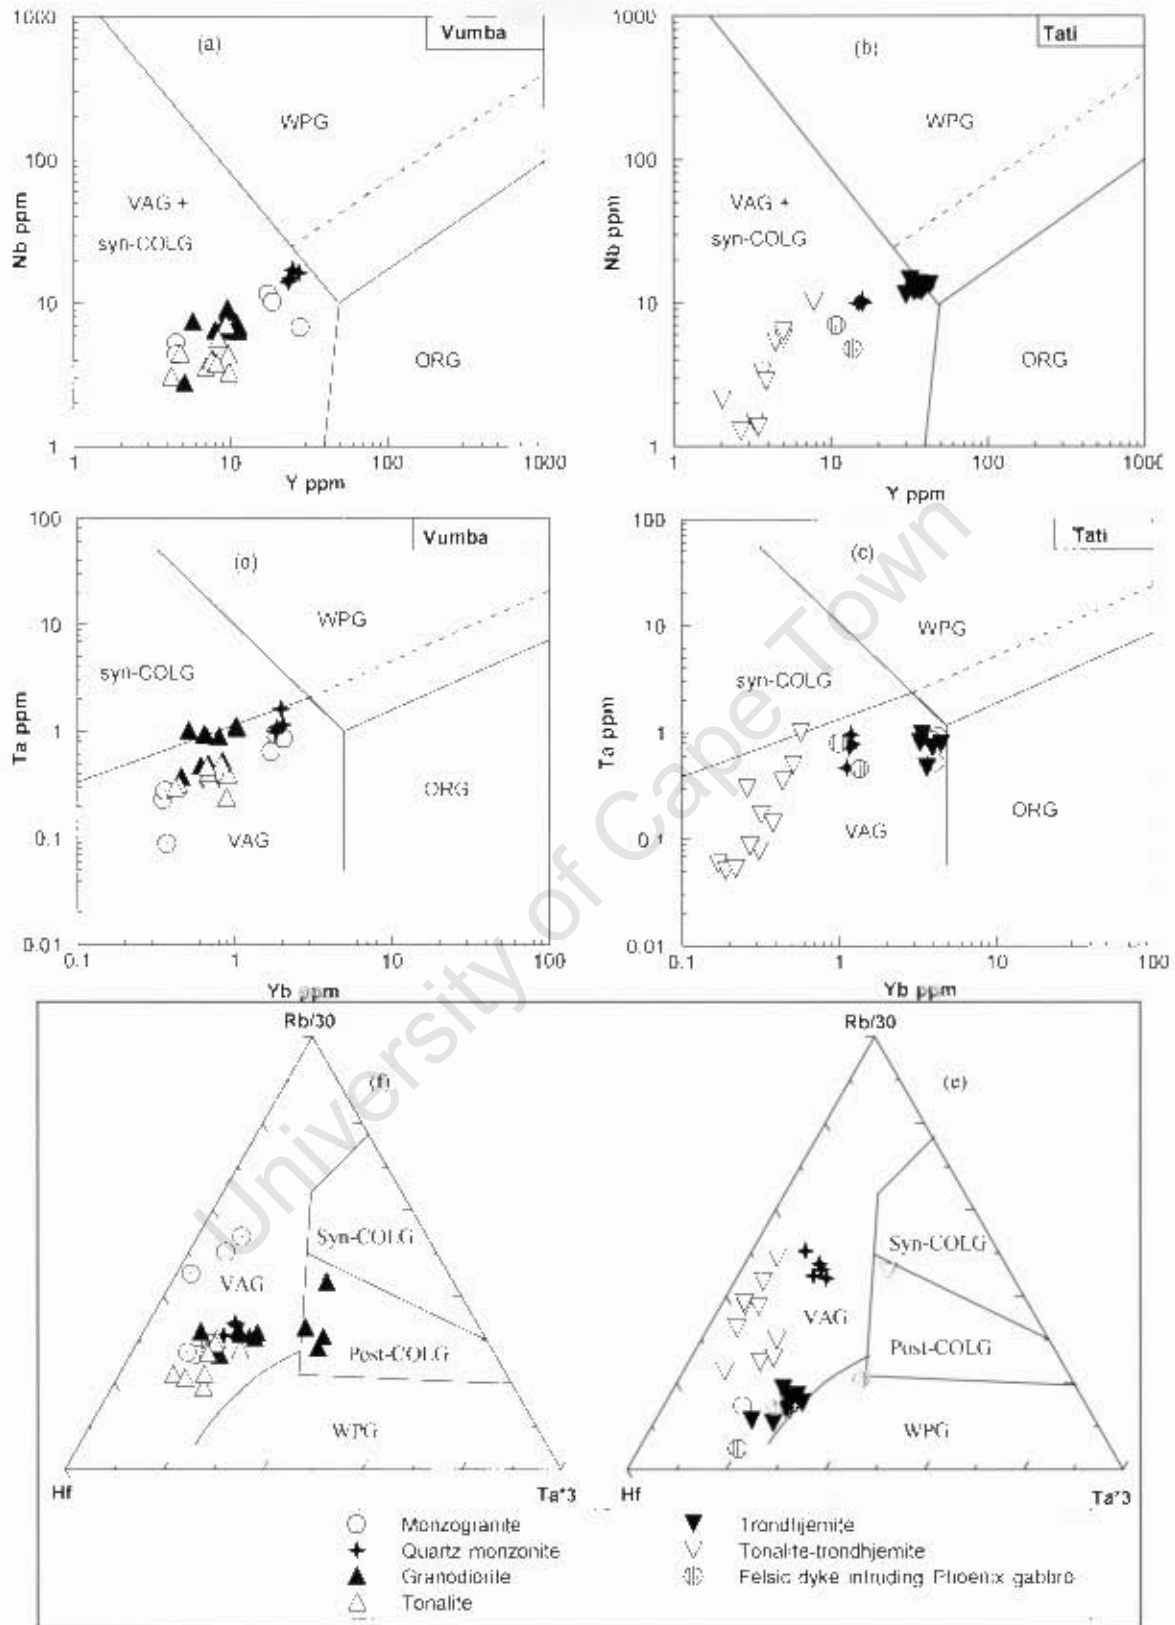 1000
(a)
Vumba
WPG
100
VAG +
syn-COLG
Nb ppm
10
ORG
1
1
10
100
1000
Y ppm
1000
(b)
Tati
WPG
100
VAG +
syn-COLG
Nb ppm
10
ORG
1
1
10
100
1000
Y ppm
100
(d)
Vumba
WPG
10
syn-COLG
Ta ppm
1
ORG
VAG
0.1
0.01
0.1
1
10
100
Yb ppm
100
(c)
Tati
WPG
10
syn-COLG
Ta ppm
1
VAG
ORG
0.1
0.01
0.1
1
10
100
Yb ppm
Rb/30
(f)
Syn-COLG
VAG
Post-COLG
WPG
Hf
Ta*3
Rb/30
(e)
Syn-COLG
VAG
Post-COLG
WPG
Hf
Ta*3
Monzogranite
Quartz monzonite
Granodiorite
Tonalite
Trondhjemite
Tonalite-trondhjemite
Felsic dyke intruding Phoenix gabbro
University of Cape Town